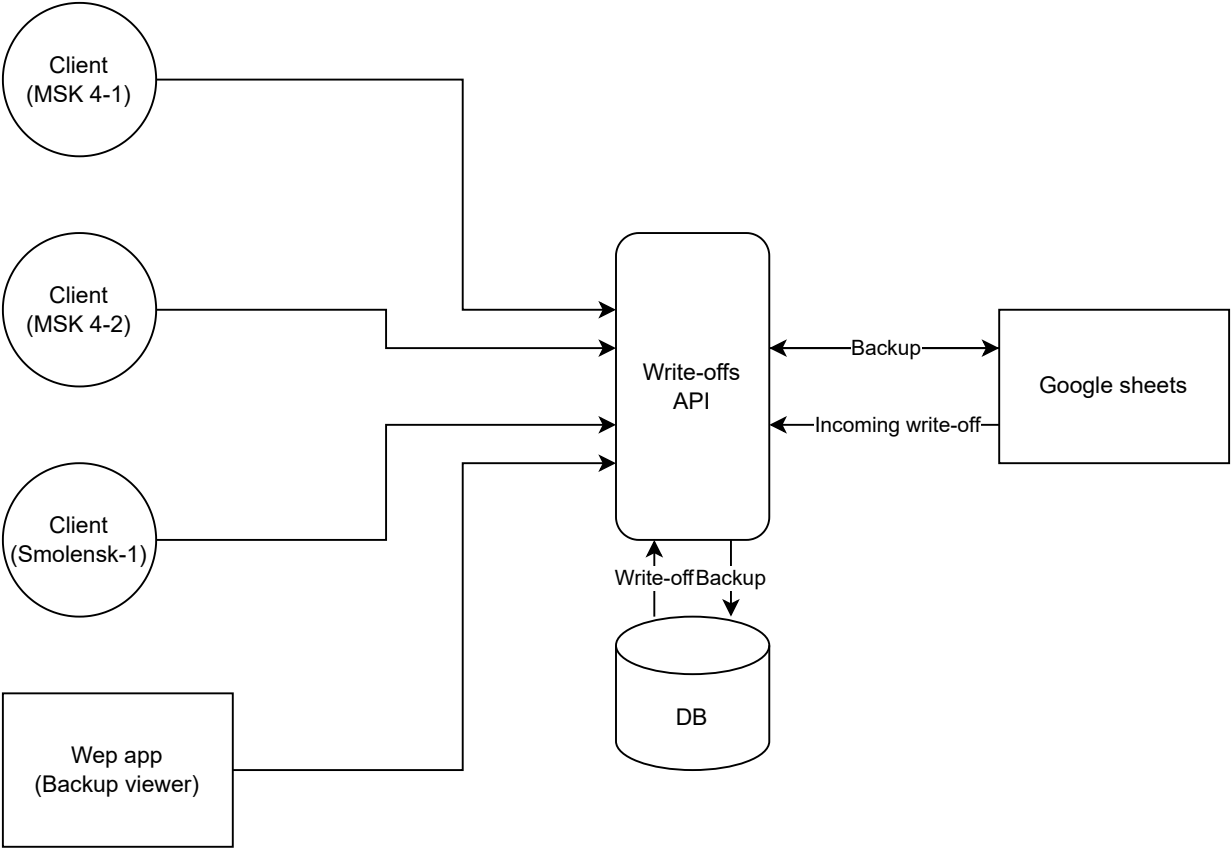 Client
(MSK 4-1)
Client
(MSK 4-2)
Client
(Smolensk-1)
Wep app
(Backup viewer)
Write-offs
API
Backup
Incoming write-off
Google sheets
Write-off
Backup
DB